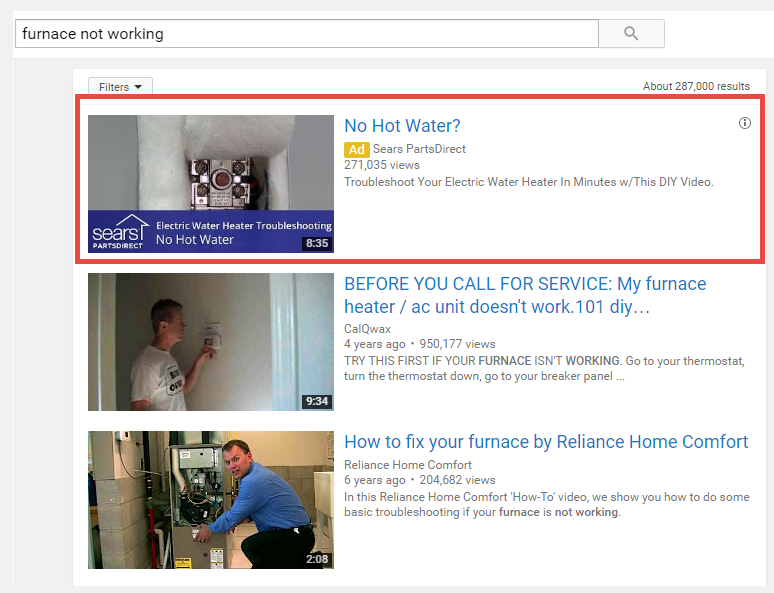 furnace not working
Filters
About 287,000 results
No Hot Water?
Ad Sears PartsDirect
271,035 views
Troubleshoot Your Electric Water Heater In Minutes w/This DIY Video.
sears
PARTSDIRECT
Electric Water Heater Troubleshooting
No Hot Water
8:35
BEFORE YOU CALL FOR SERVICE: My furnace
heater / ac unit doesn't work.101 diy…
CalQwax
4 years ago • 950,177 views
TRY THIS FIRST IF YOUR FURNACE ISN'T WORKING. Go to your thermostat,
turn the thermostat down, go to your breaker panel ...
9:34
How to fix your furnace by Reliance Home Comfort
Reliance Home Comfort
6 years ago • 204,682 views
In this Reliance Home Comfort 'How-To' video, we show you how to do some
basic troubleshooting if your furnace is not working.
2:08